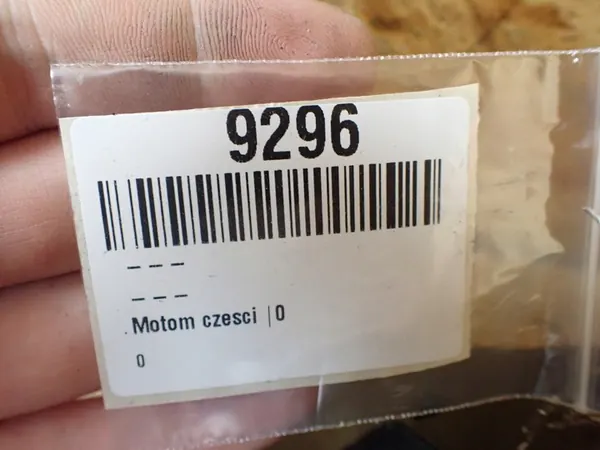 9296
- - -
- - -
Motom czesci |0
0